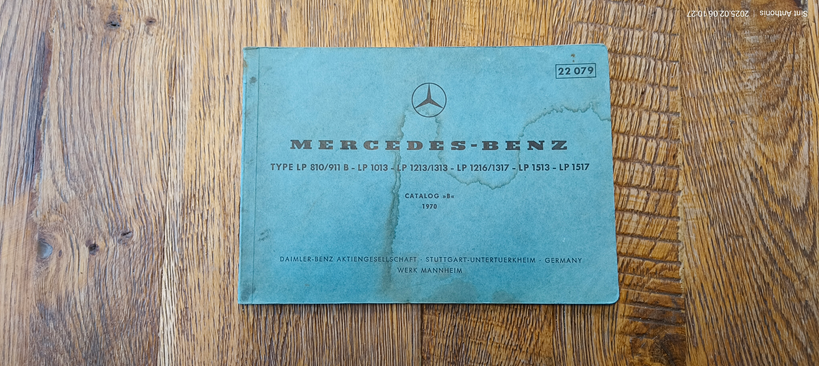 22 079
MERCEDES-BENZ
TYPE LP 810/911 B - LP 1013 - LP 1213/1313 - LP 1216/1317 - LP 1513 - LP 1517
CATALOG »B«
1970
DAIMLER-BENZ AKTIENGESELLSCHAFT · STUTTGART-UNTERTUERKHEIM · GERMANY
WERK MANNHEIM
Sint Anthonis | 2025.02.06 10:27